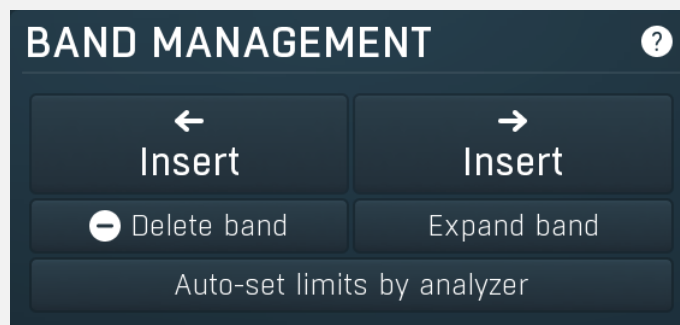 BAND MANAGEMENT ?
← →
Insert Insert
Delete band Expand band
Auto-set limits by analyzer